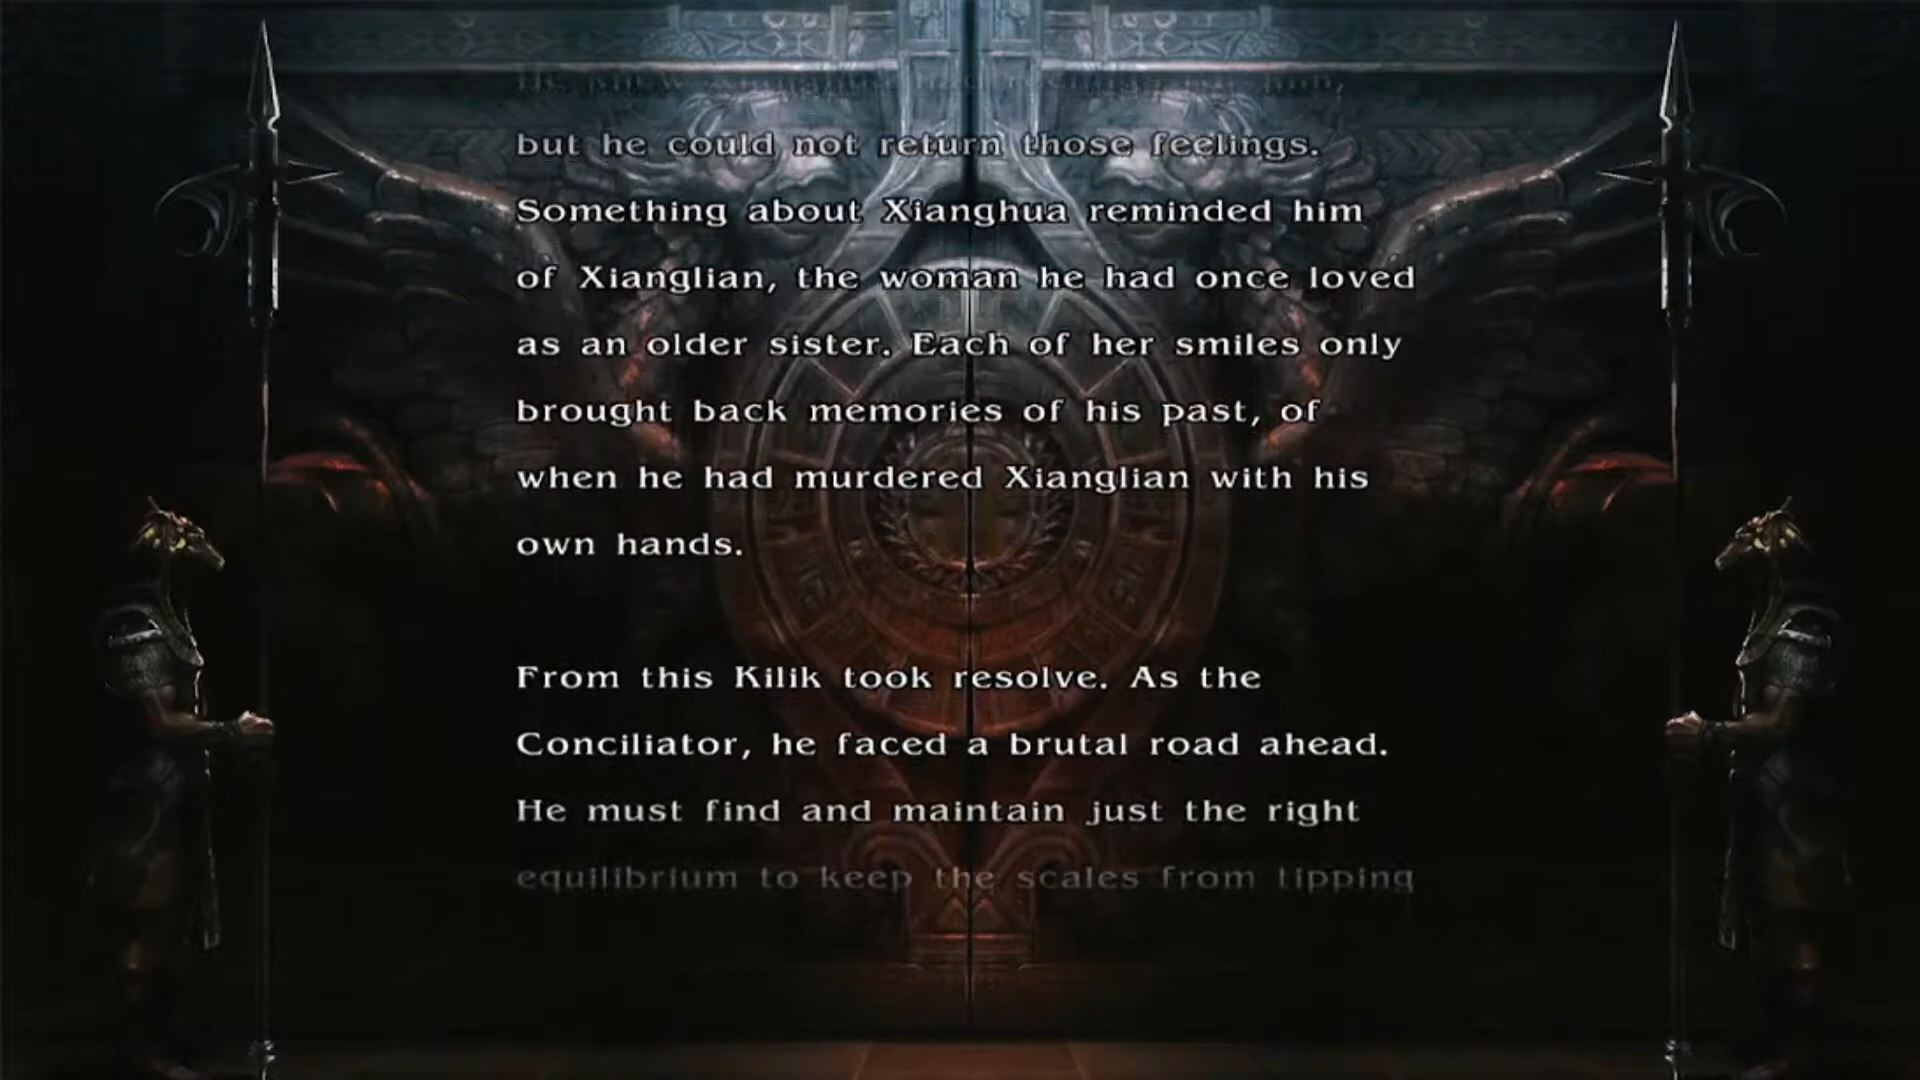 but he could not return those feelings.
Something about Xianghua reminded him
of Xianglian, the woman he had once loved
as an older sister. Each of her smiles only
brought back memories of his past, of
when he had murdered Xianglian with his
own hands.
From this Kilik took resolve. As the
Conciliator, he faced a brutal road ahead.
He must find and maintain just the right
equilibrium to keep the scales from tipping